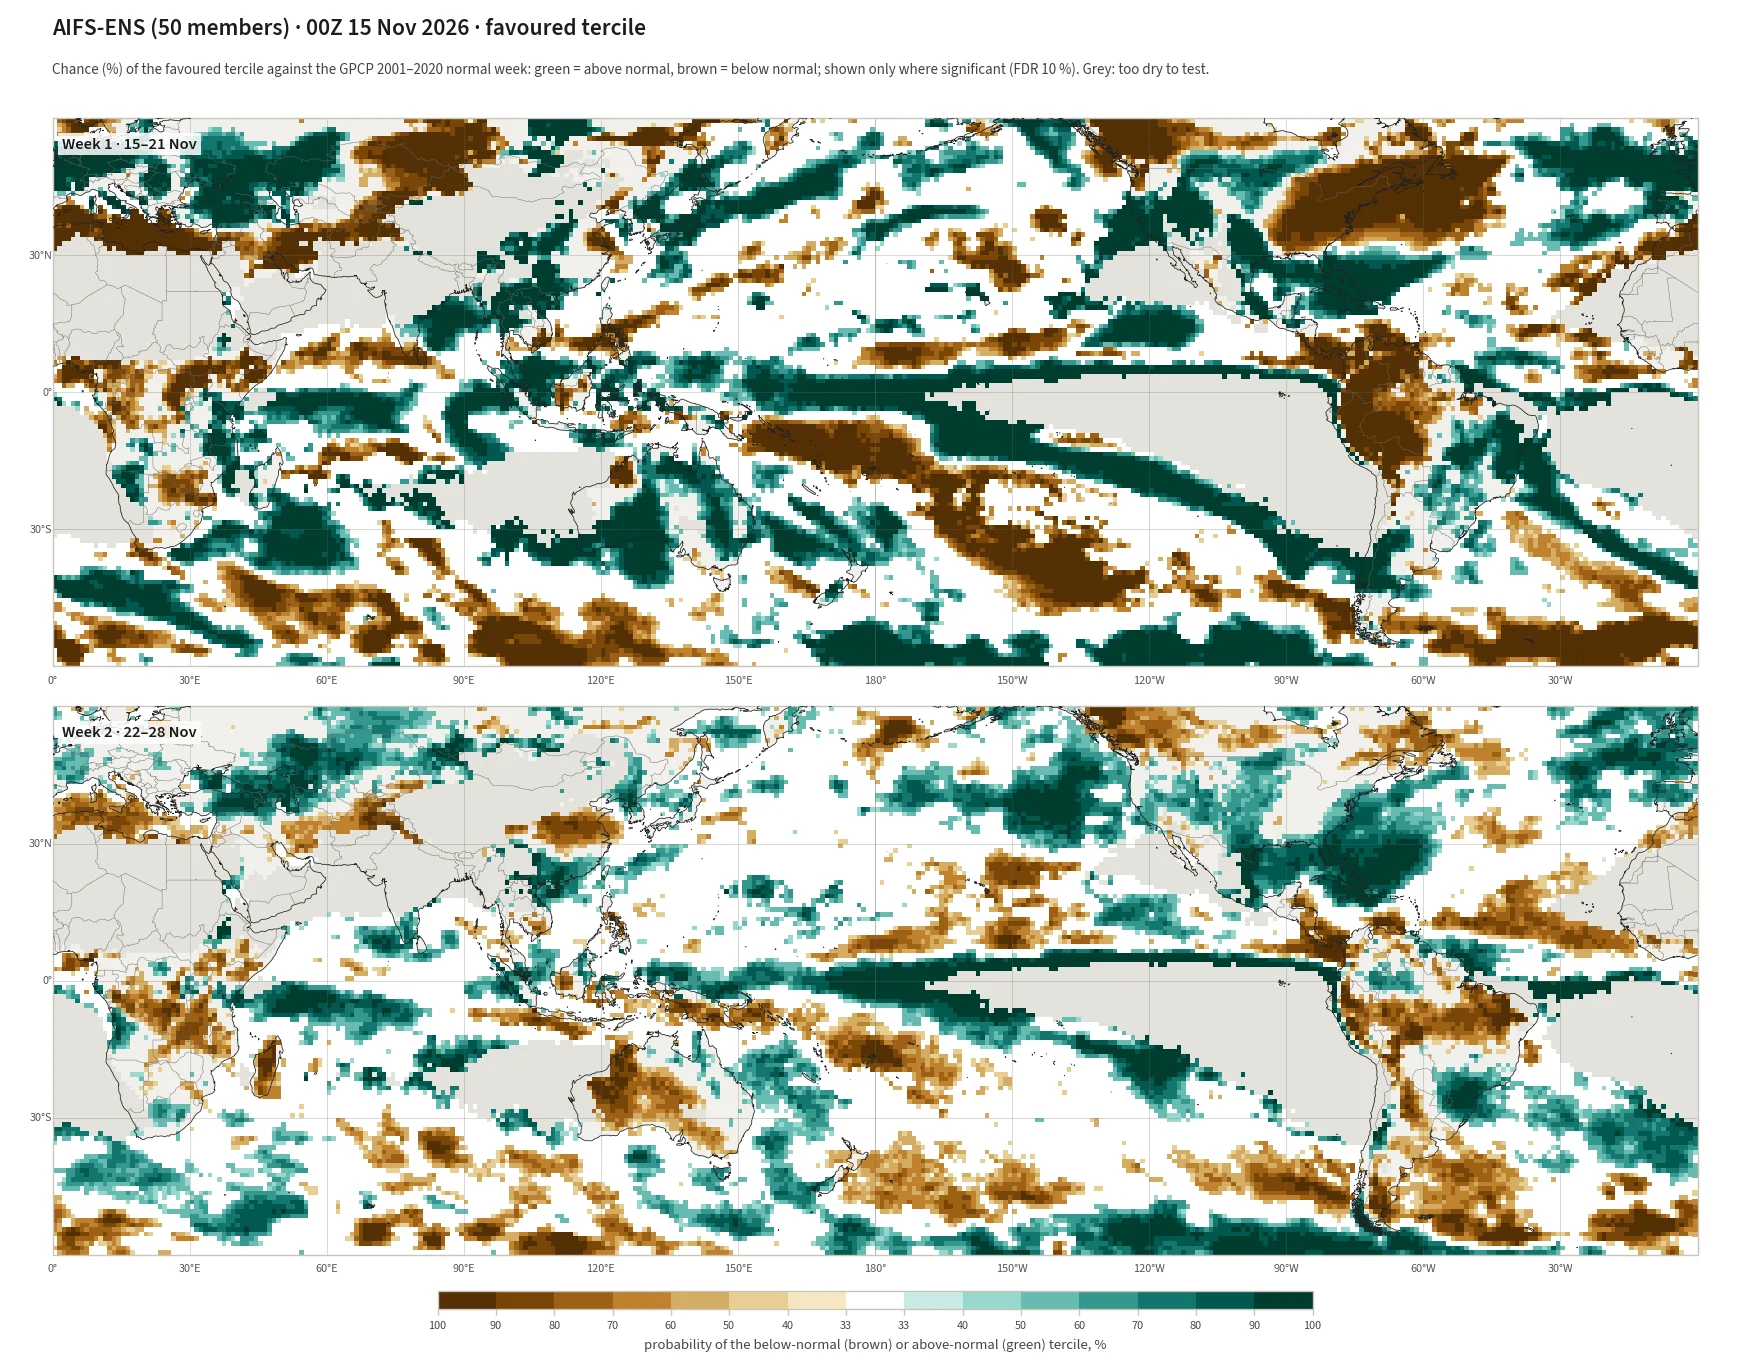 AIFS-ENS (50 members) · 00Z 15 Nov 2026 · favoured tercile
Chance (%) of the favoured tercile against the GPCP 2001–2020 normal week: green = above normal, brown = below normal; shown only where significant (FDR 10 %). Grey: too dry to test.
Week 1 · 15–21 Nov
30°N
0°
30°S
0° 30°E 60°E 90°E 120°E 150°E 180° 150°W 120°W 90°W 60°W 30°W
Week 2 · 22–28 Nov
30°N
0°
30°S
0° 30°E 60°E 90°E 120°E 150°E 180° 150°W 120°W 90°W 60°W 30°W
100 90 80 70 60 50 40 33 33 40 50 60 70 80 90 100
probability of the below-normal (brown) or above-normal (green) tercile, %